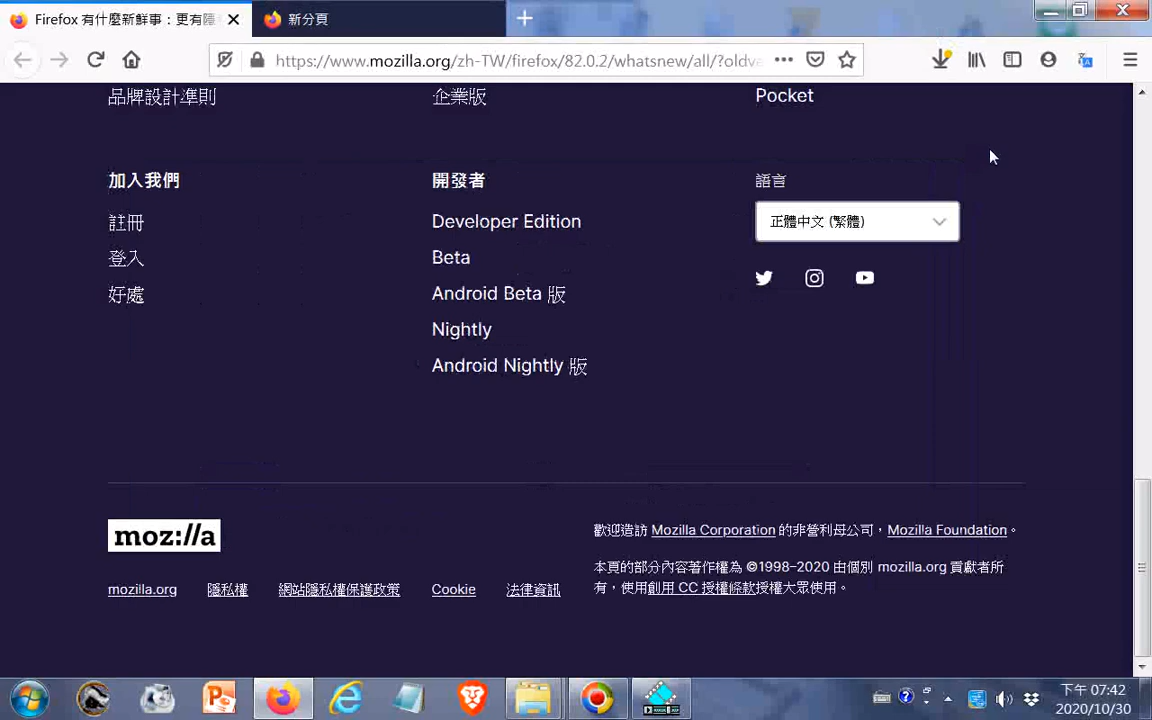 Firefox 有什麼新鮮事：更有障
新分頁
https://www.mozilla.org/zh-TW/firefox/82.0.2/whatsnew/all/?oldve
品牌設計準則
企業版
Pocket
加入我們
註冊
登入
好處
開發者
Developer Edition
Beta
Android Beta 版
Nightly
Android Nightly 版
語言
正體中文 (繁體)
moz://a
mozilla.org 隱私權 網站隱私權保護政策 Cookie 法律資訊
歡迎造訪 Mozilla Corporation 的非營利母公司，Mozilla Foundation。
本頁的部分內容著作權為 ©1998-2020 由個別 mozilla.org 貢獻者所
有，使用創用 CC 授權條款授權大眾使用。
下午 07:42
2020/10/30